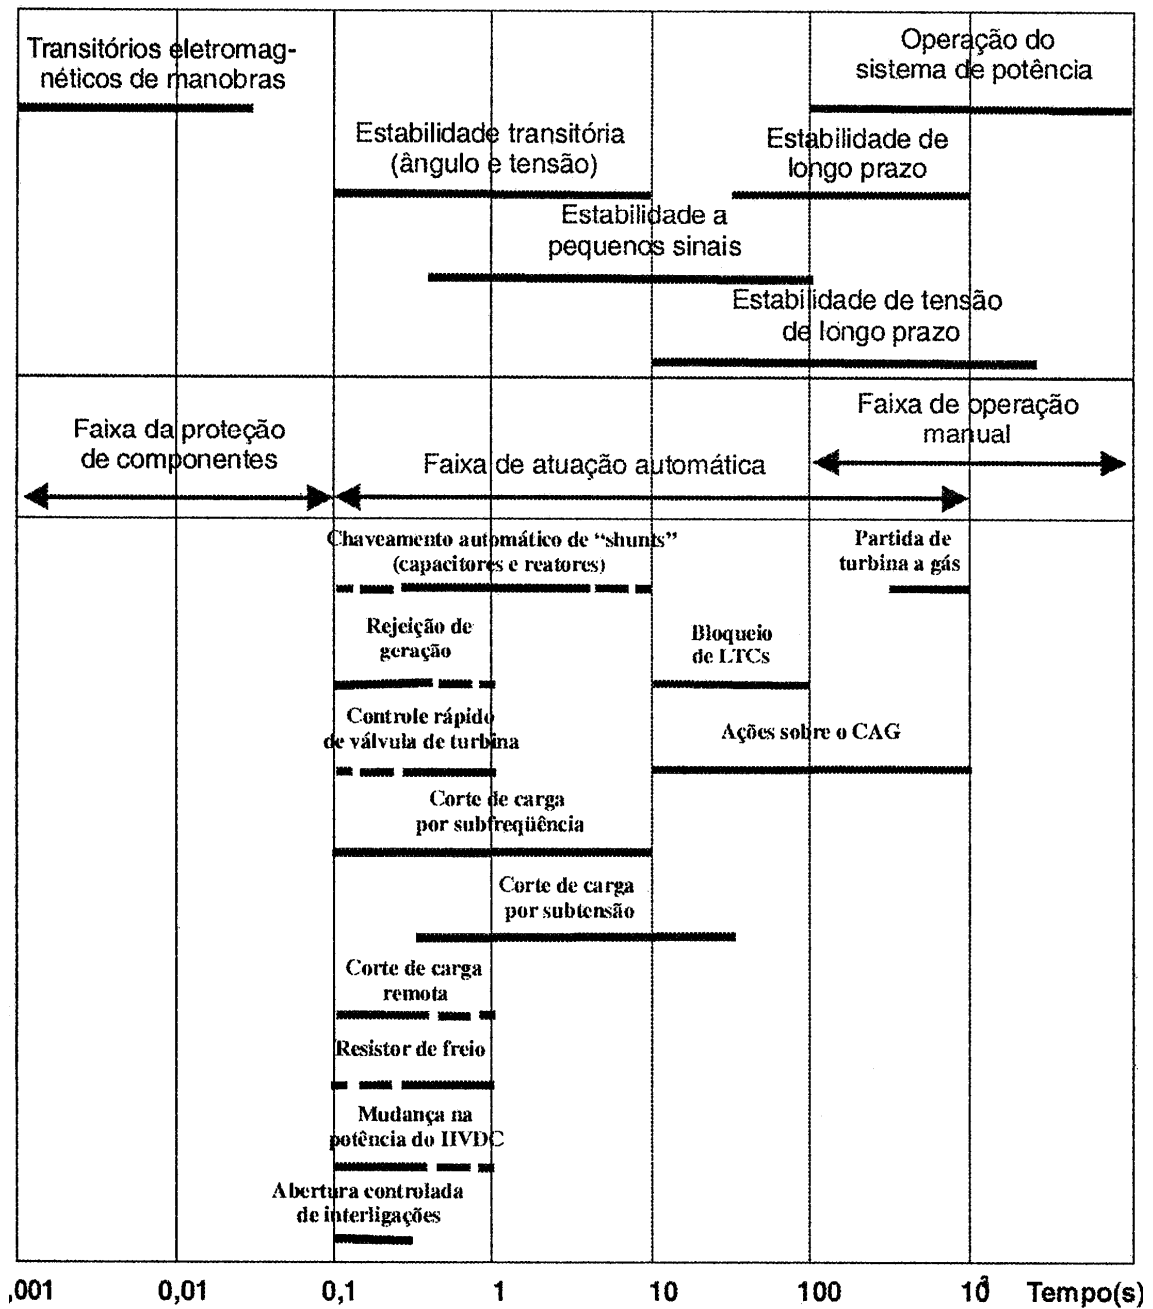 Transitórios eletromag-
néticos de manobras
Operação do
sistema de potência
Estabilidade transitória
(ângulo e tensão)
Estabilidade de
longo prazo
Estabilidade a
pequenos sinais
Estabilidade de tensão
de longo prazo
Faixa da proteção
de componentes
Faixa de atuação automática
Faixa de operação
manual
Chaveamento automático de “shunts”
(capacitores e reatores)
Partida de
turbina a gás
Rejeição de
geração
Bloqueio
de LTCs
Controle rápido
de válvula de turbina
Ações sobre o CAG
Corte de carga
por subfreqüência
Corte de carga
por subtensão
Corte de carga
remota
Resistor de freio
Mudança na
potência do HVDC
Abertura controlada
de interligações
,001 0,01 0,1 1 10 100 10³ Tempo(s)